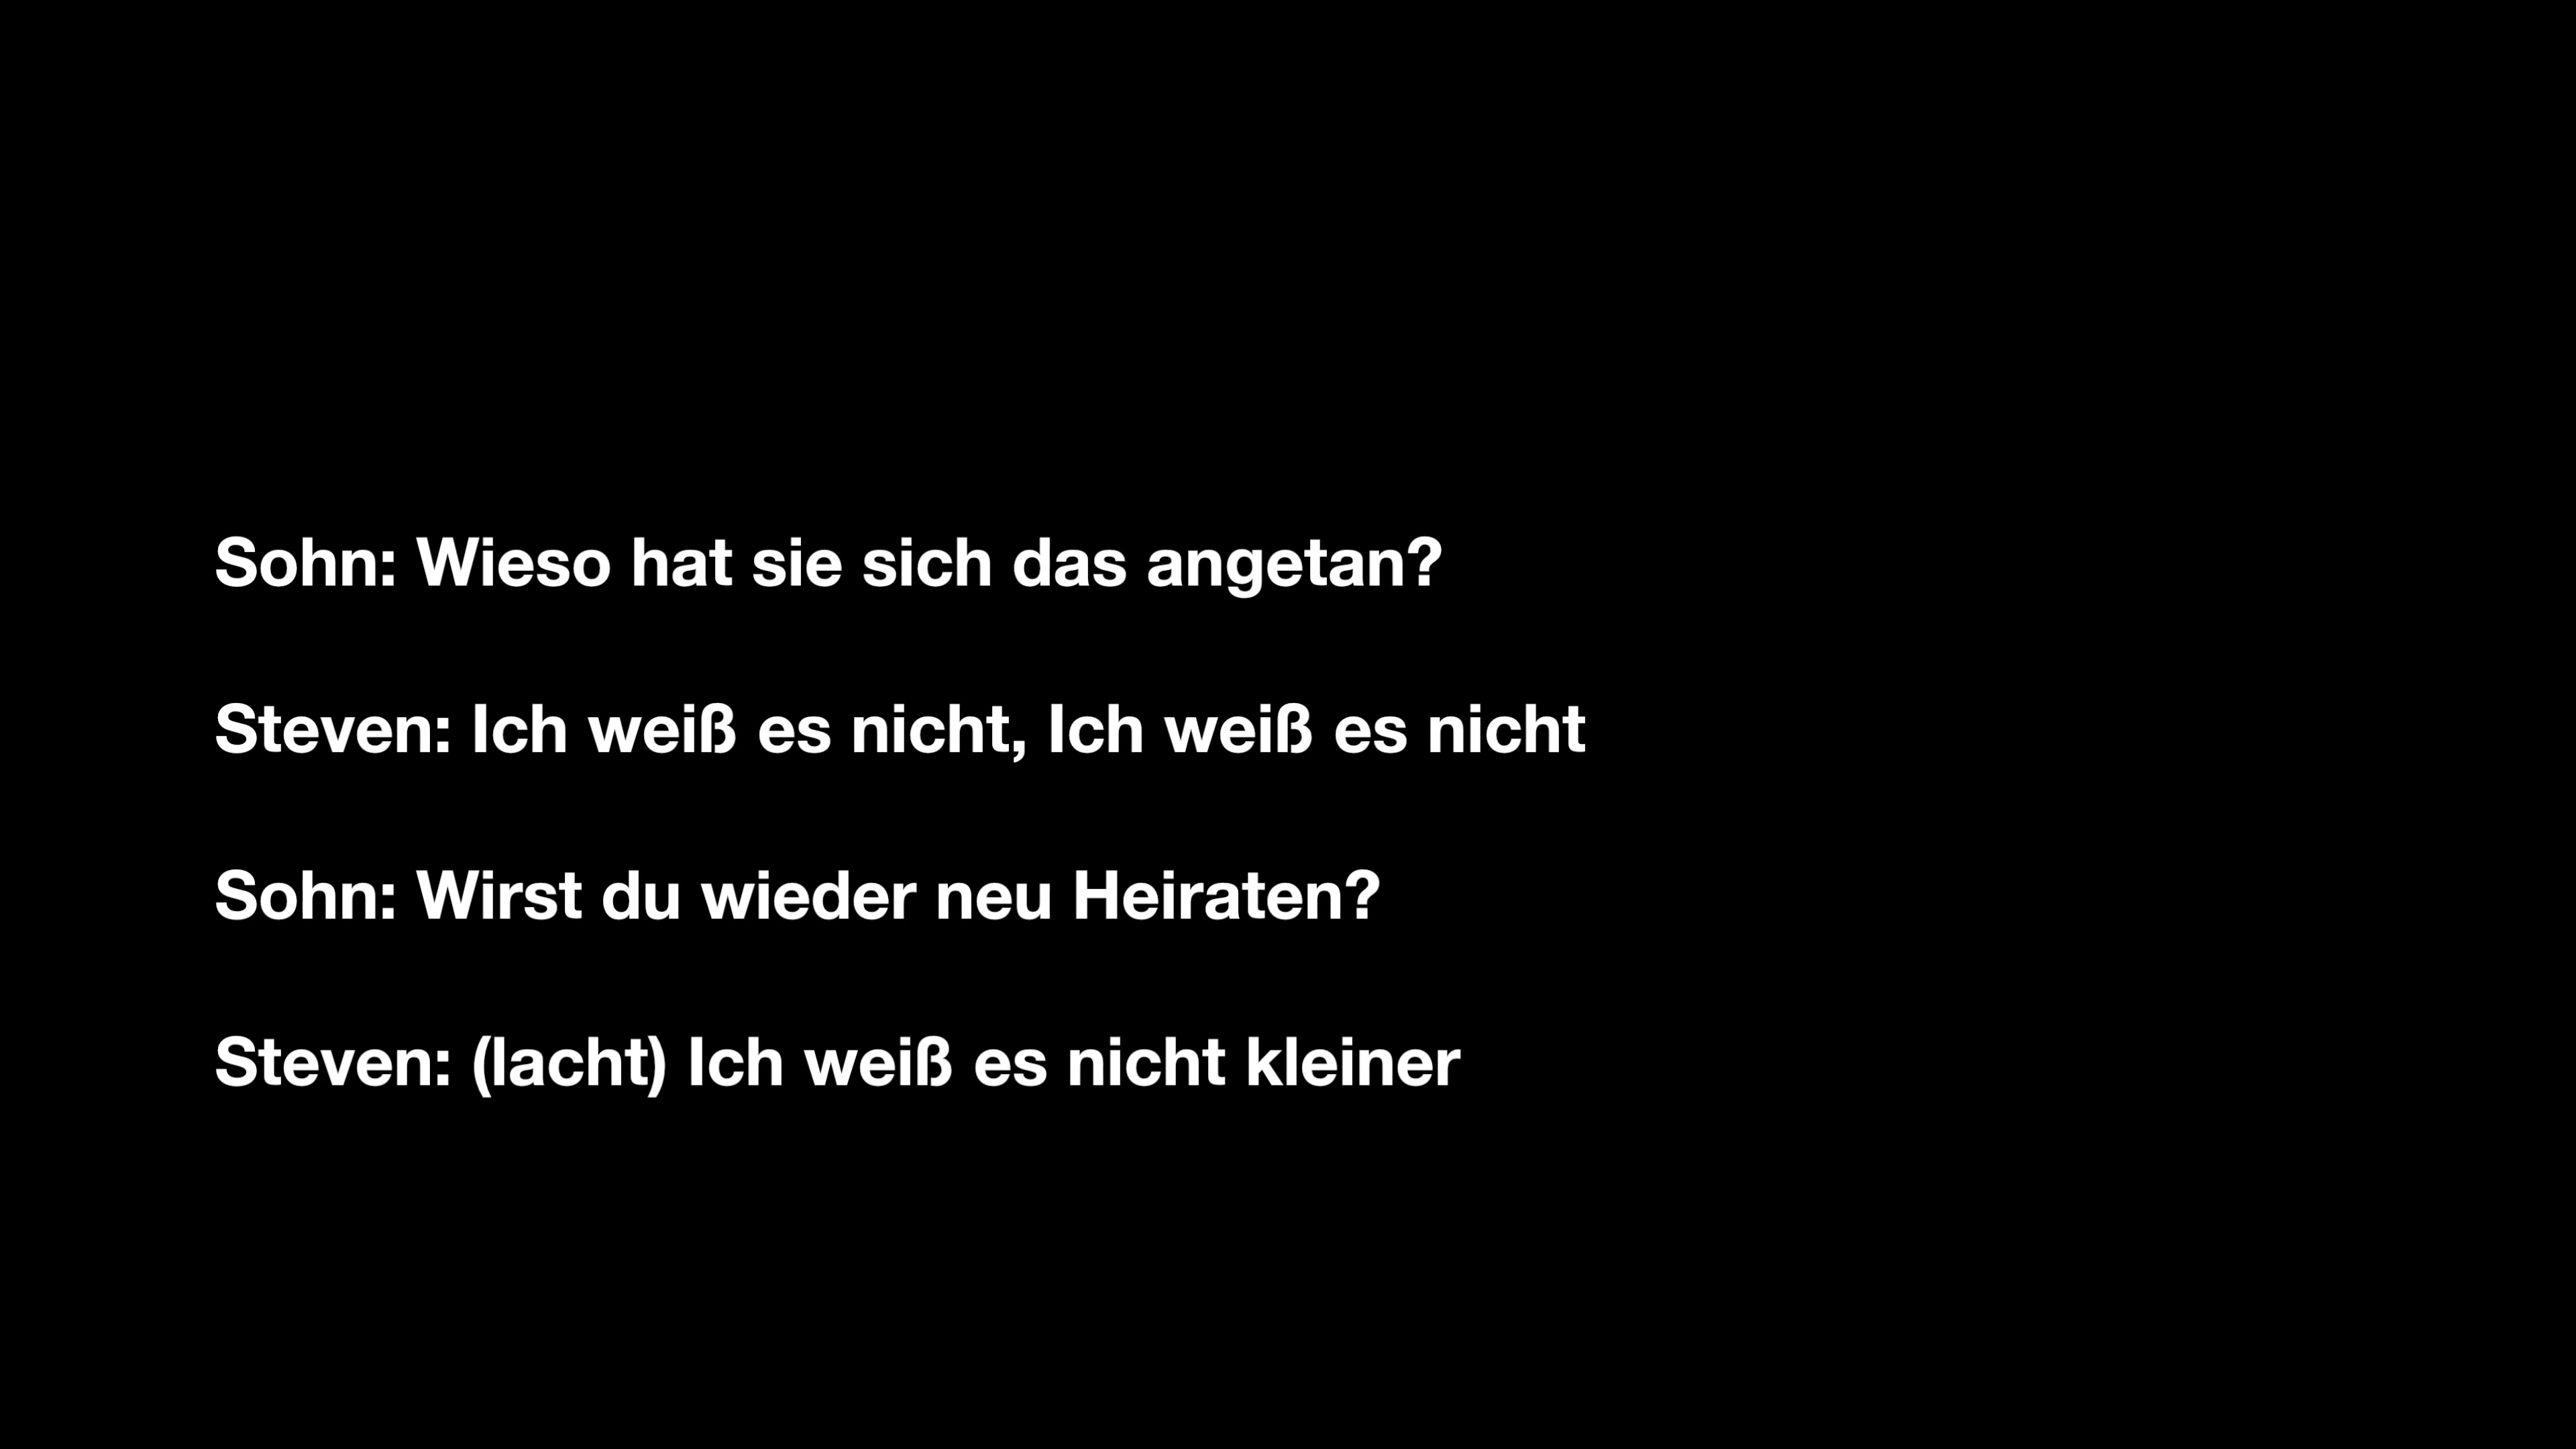 Sohn: Wieso hat sie sich das angetan?
Steven: Ich weiß es nicht, Ich weiß es nicht
Sohn: Wirst du wieder neu Heiraten?
Steven: (lacht) Ich weiß es nicht kleiner